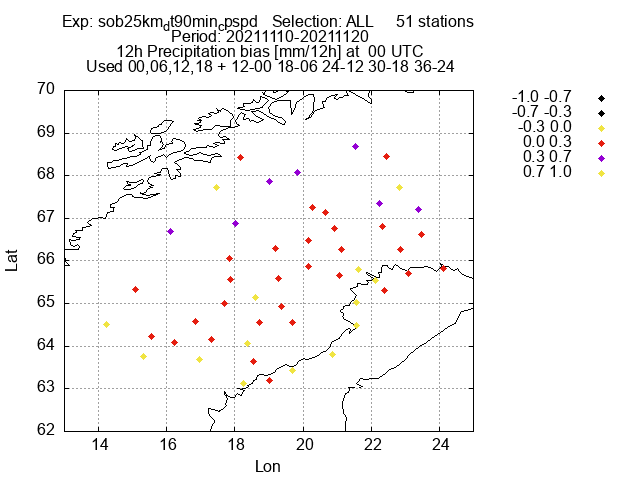 Exp: sob25km_dt90min_cpspd   Selection: ALL     51 stations
Period: 20211110-20211120
12h Precipitation bias [mm/12h] at  00 UTC
Used 00,06,12,18 + 12-00 18-06 24-12 30-18 36-24
-1.0 -0.7
-0.7 -0.3
-0.3 0.0
0.0 0.3
0.3 0.7
0.7 1.0
70
69
68
67
66
65
64
63
62
Lat
14 16 18 20 22 24
Lon